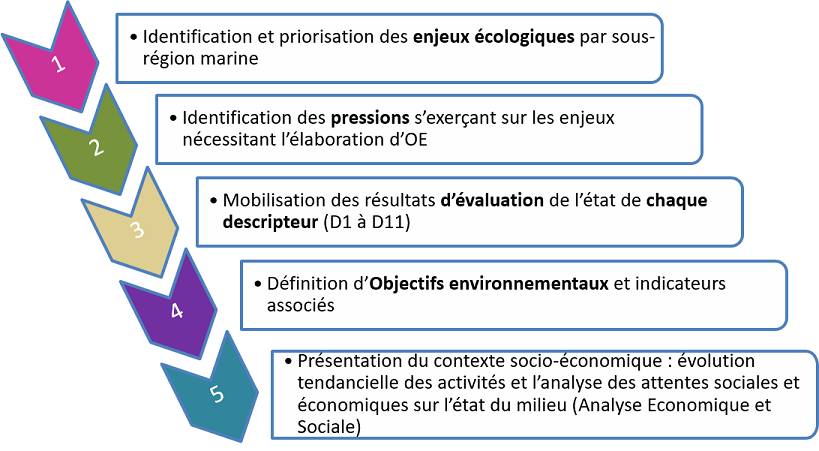 1
• Identification et priorisation des enjeux écologiques par sous-
région marine
2
• Identification des pressions s’exerçant sur les enjeux
nécessitant l’élaboration d’OE
3
• Mobilisation des résultats d’évaluation de l’état de chaque
descripteur (D1 à D11)
4
• Définition d’Objectifs environnementaux et indicateurs
associés
5
• Présentation du contexte socio-économique : évolution
tendancielle des activités et l’analyse des attentes sociales et
économiques sur l’état du milieu (Analyse Economique et
Sociale)